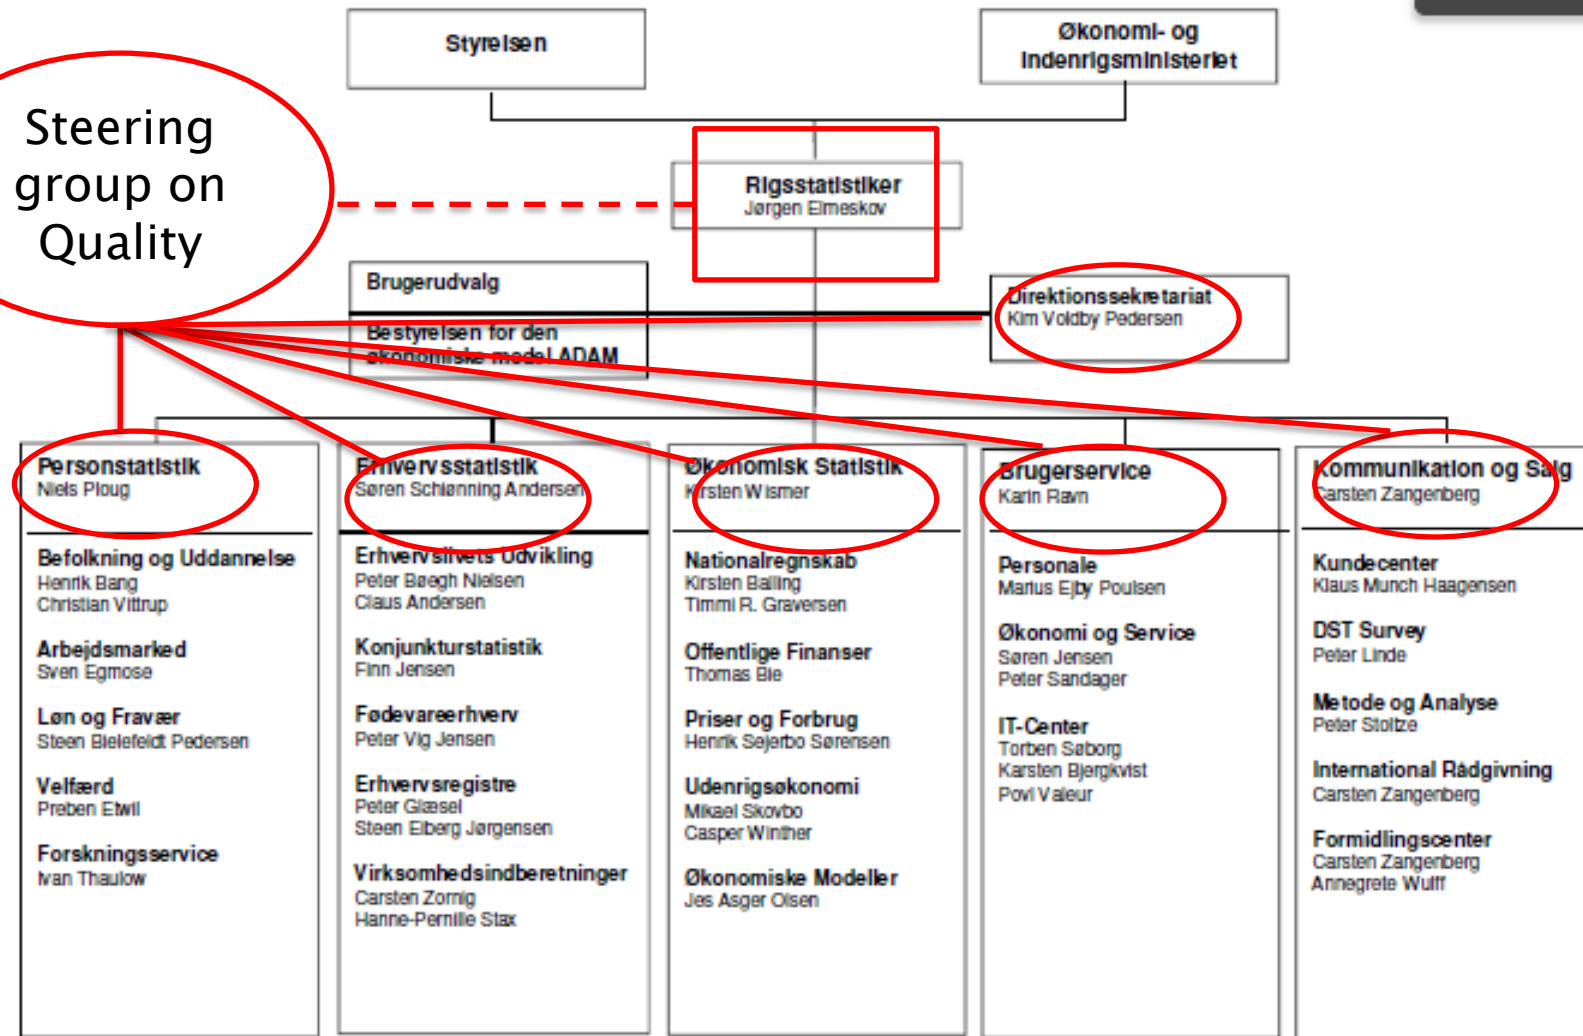 Styrelsen
Økonomi- og
Indenrigsministeriet
Steering
group on
Quality
Rigsstatistiker
Jørgen Elmeskov
Brugerudvalg
Bestyrelsen for den
økonomiske model ADAM
Direktionssekretariat
Kim Voldby Pedersen
Personstatistik
Niels Ploug
Befolkning og Uddannelse
Henrik Bang
Christian Vittrup
Arbejdsmarked
Sven Egmose
Løn og Fravær
Steen Bielefeldt Pedersen
Velfærd
Preben Etwil
Forskningsservice
Ivan Thaulow
Erhvervsstatistik
Søren Schiønning Andersen
Erhvervslivets Udvikling
Peter Bøegh Nielsen
Claus Andersen
Konjunkturstatistik
Finn Jensen
Fødevareerhverv
Peter Vig Jensen
Erhvervsregistre
Peter Glæsel
Steen Eiberg Jørgensen
Virksomhedsindberetninger
Carsten Zornig
Hanne-Pernille Stax
Økonomisk Statistik
Kirsten Wismer
Nationalregnskab
Kirsten Balling
Timmi R. Graversen
Offentlige Finanser
Thomas Bie
Priser og Forbrug
Henrik Sejerbo Sørensen
Udenrigsøkonomi
Mikael Skovbo
Casper Winther
Økonomiske Modeller
Jes Asger Olsen
Brugerservice
Karin Ravn
Personale
Marius Ejby Poulsen
Økonomi og Service
Søren Jensen
Peter Sandager
IT-Center
Torben Søborg
Karsten Bjergkvist
Povl Valeur
Kommunikation og Salg
Carsten Zangenberg
Kundecenter
Klaus Munch Haagensen
DST Survey
Peter Linde
Metode og Analyse
Peter Stoltze
International Rådgivning
Carsten Zangenberg
Formidlingscenter
Carsten Zangenberg
Annegrete Wulff